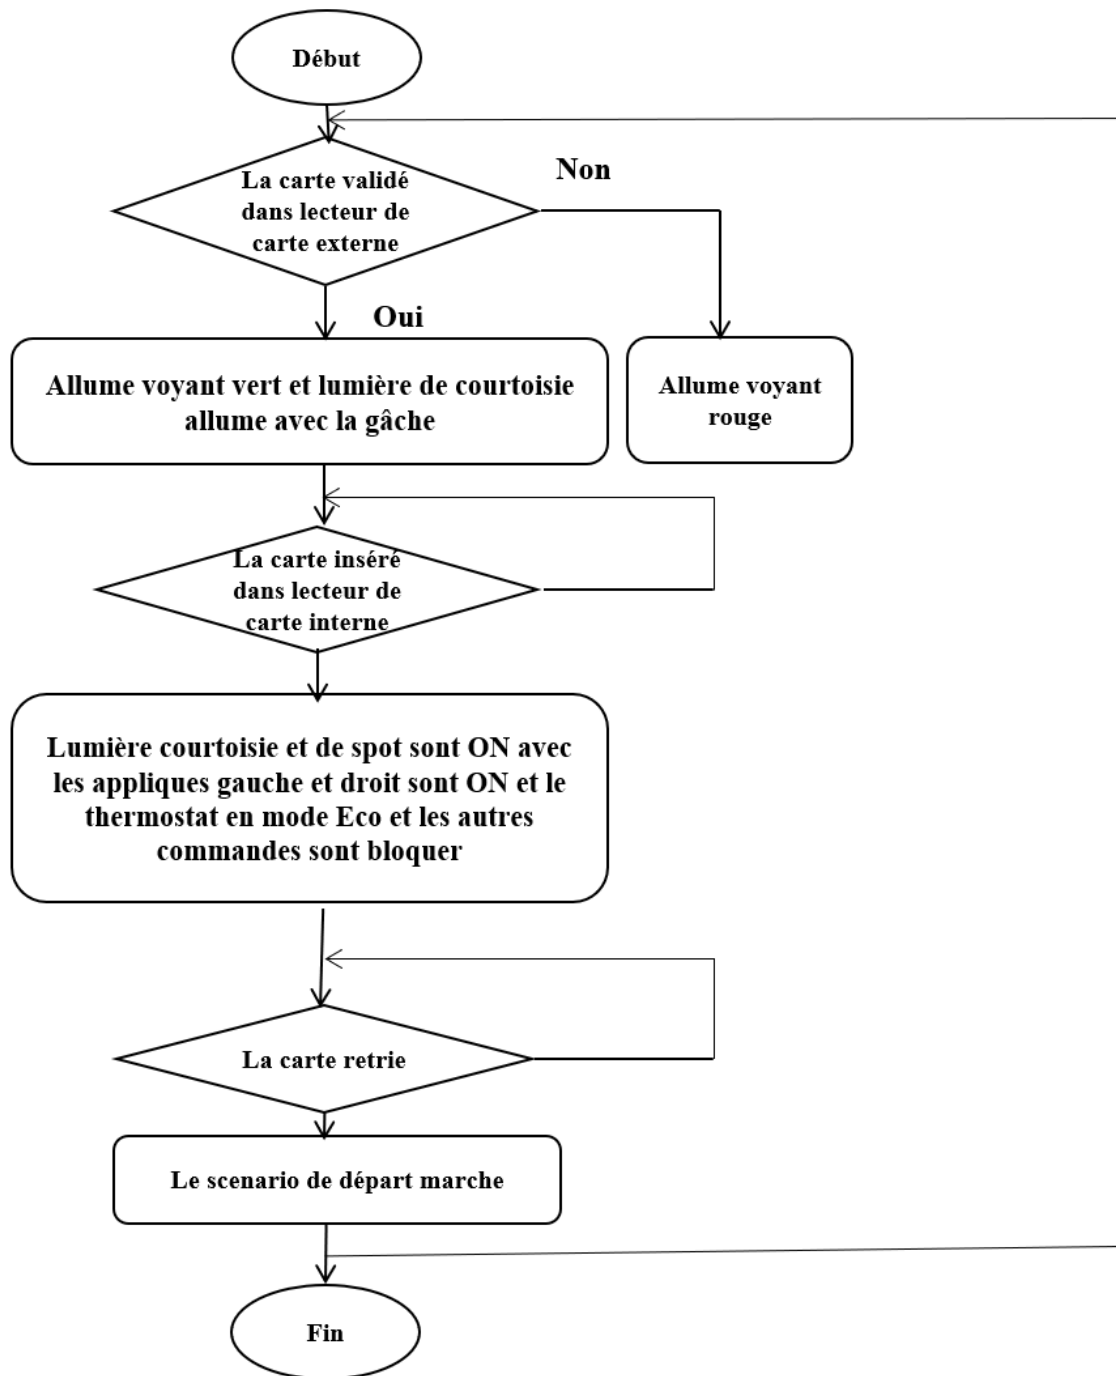 Début
La carte validé
dans lecteur de
carte externe
Non
Oui
Allume voyant vert et lumière de courtoisie
allume avec la gâche
Allume voyant
rouge
La carte inséré
dans lecteur de
carte interne
Lumière courtoisie et de spot sont ON avec
les appliques gauche et droit sont ON et le
thermostat en mode Eco et les autres
commandes sont bloquer
La carte retrie
Le scenario de départ marche
Fin